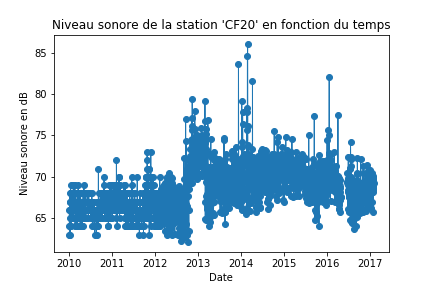 Niveau sonore de la station 'CF20' en fonction du temps
85
80
75
70
65
Niveau sonore en dB
2010 2011 2012 2013 2014 2015 2016 2017
Date